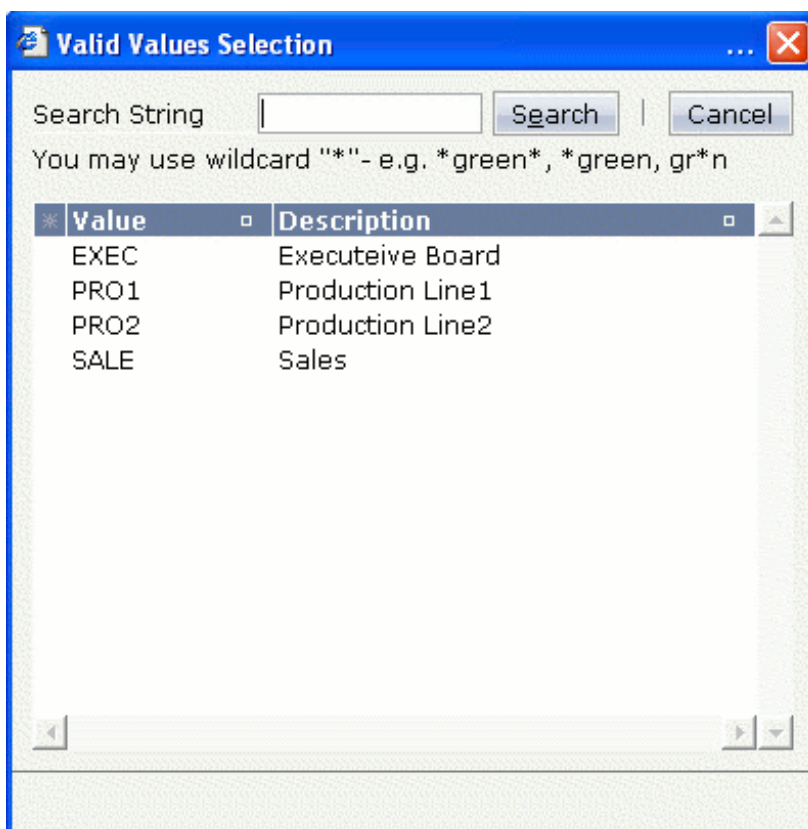 Valid Values Selection ...
Search String Search | Cancel
You may use wildcard "*"- e.g. *green*, *green, gr*n
Value Description
EXEC Executeive Board
PRO1 Production Line1
PRO2 Production Line2
SALE Sales